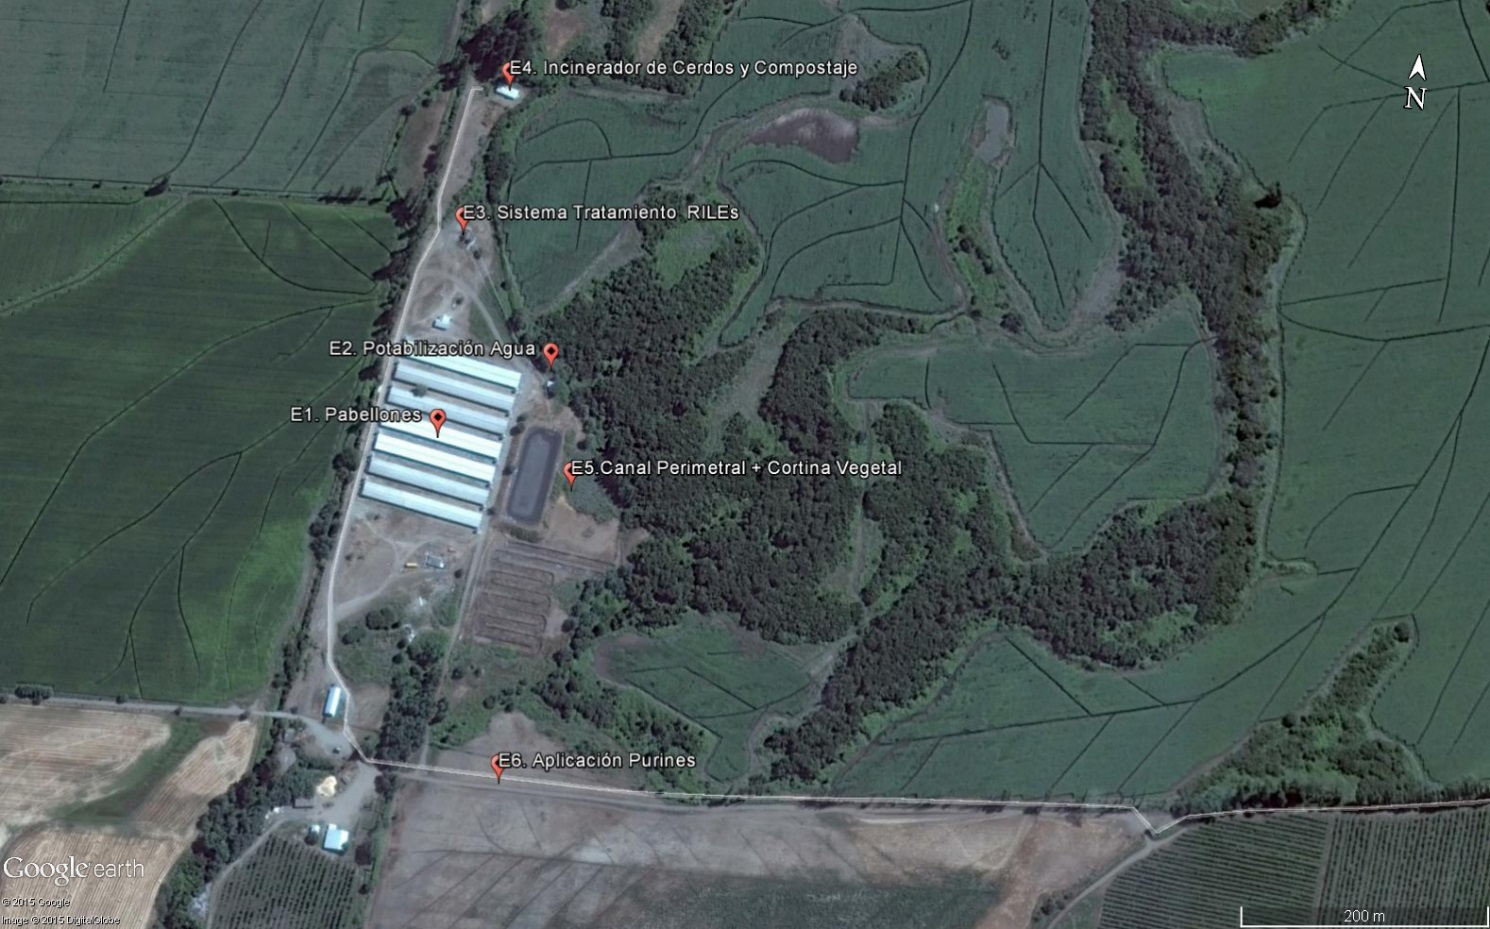 E4. Incinerador de Cerdos y Compostaje
N
E3. Sistema Tratamiento RILEs
E2. Potabilización Agua
E1. Pabellones
E5.Canal Perimetral + Cortina Vegetal
E6. Aplicación Purines
Google earth
© 2015 Google
Image © 2015 DigitalGlobe
200 m